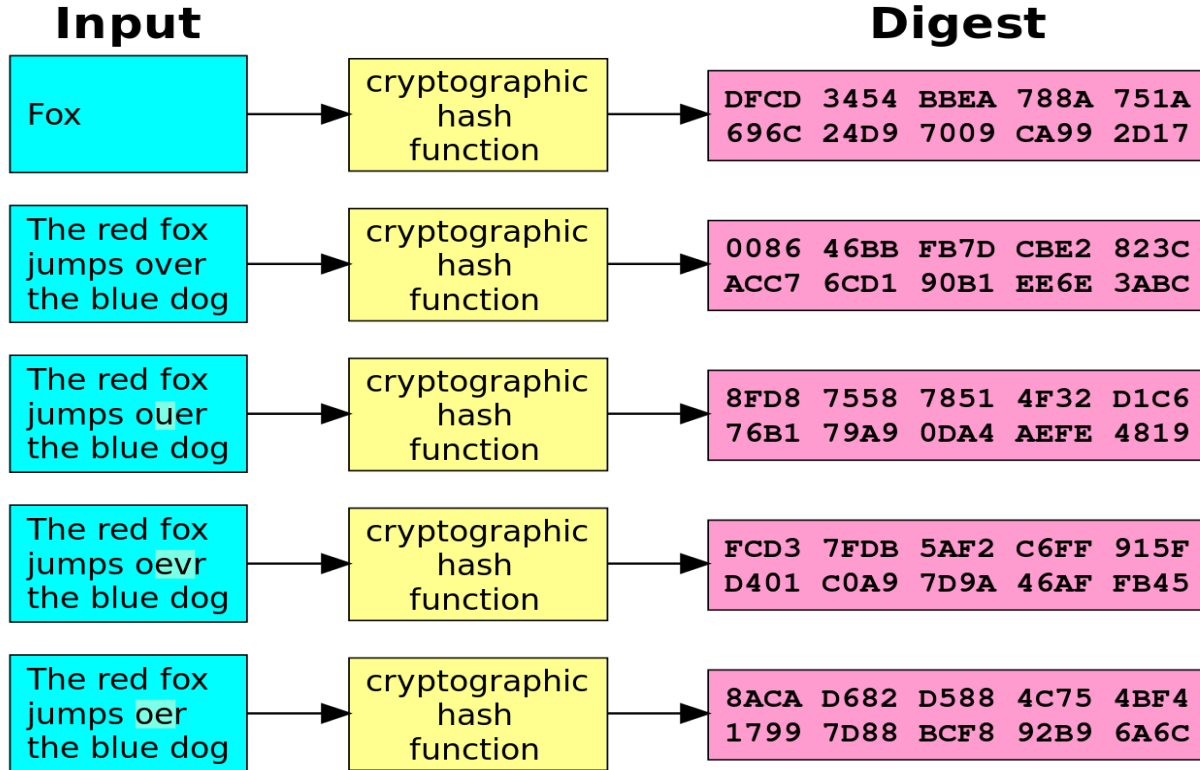 Input
Digest
Fox
cryptographic
hash
function
DFCD 3454 BBEA 788A 751A
696C 24D9 7009 CA99 2D17
The red fox
jumps over
the blue dog
cryptographic
hash
function
0086 46BB FB7D CBE2 823C
ACC7 6CD1 90B1 EE6E 3ABC
The red fox
jumps ouer
the blue dog
cryptographic
hash
function
8FD8 7558 7851 4F32 D1C6
76B1 79A9 0DA4 AEFE 4819
The red fox
jumps oevr
the blue dog
cryptographic
hash
function
FCD3 7FDB 5AF2 C6FF 915F
D401 C0A9 7D9A 46AF FB45
The red fox
jumps oer
the blue dog
cryptographic
hash
function
8ACA D682 D588 4C75 4BF4
1799 7D88 BCF8 92B9 6A6C